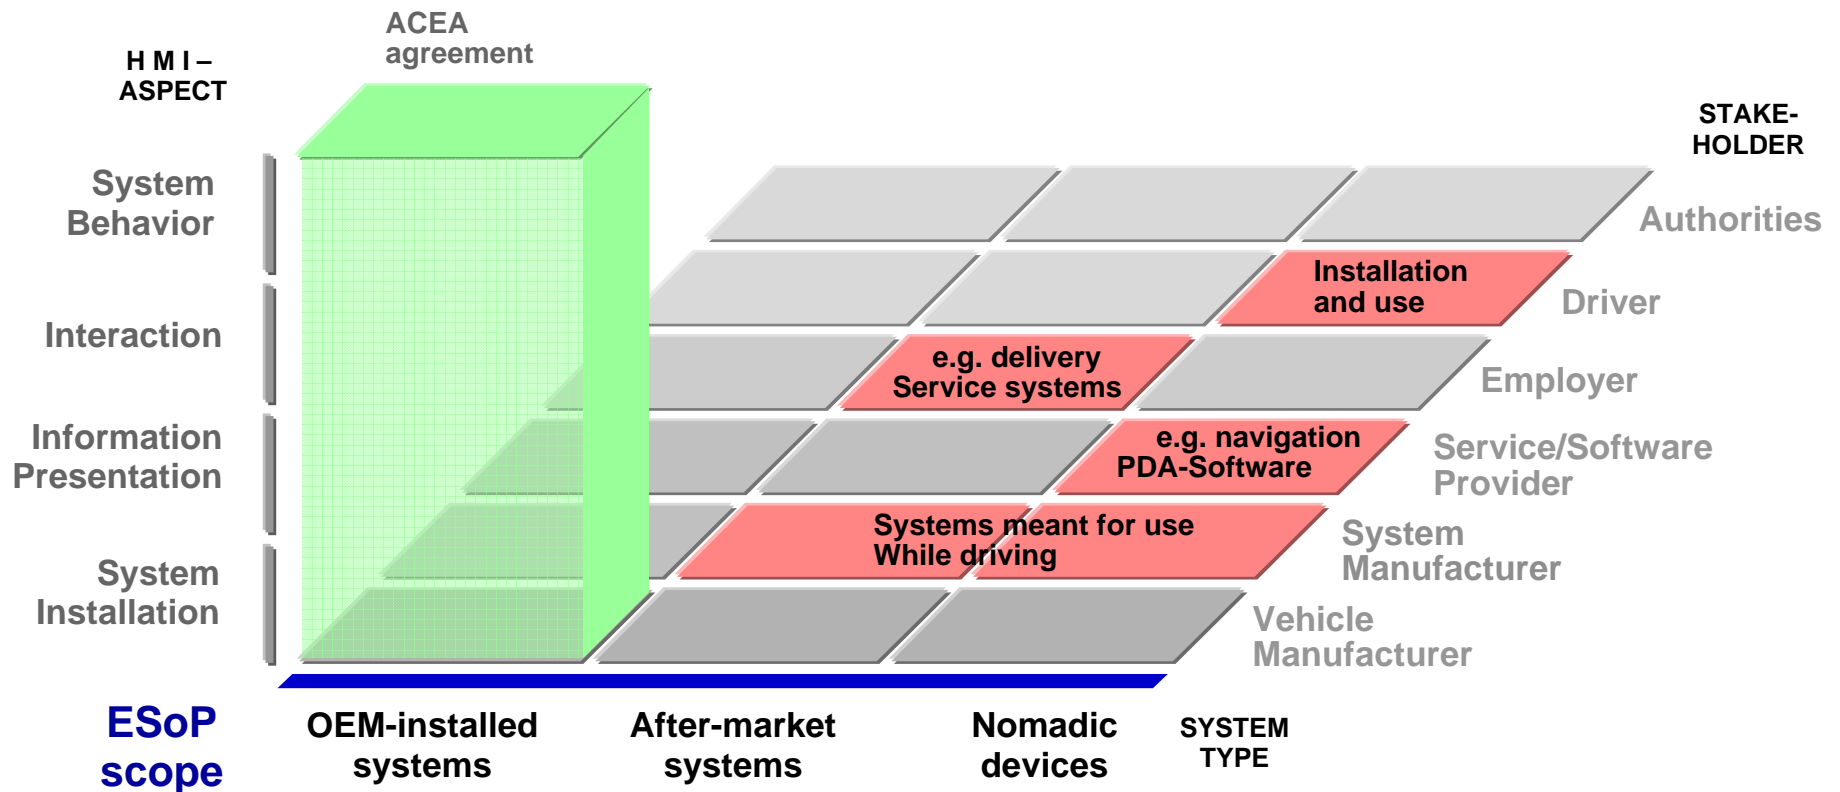 ACEA
agreement
H M I –
ASPECT
STAKE-
HOLDER
System
Behavior
Authorities
Installation
and use
Driver
Interaction
e.g. delivery
Service systems
Employer
Information
Presentation
e.g. navigation
PDA-Software
Service/Software
Provider
Systems meant for use
While driving
System
Manufacturer
System
Installation
Vehicle
Manufacturer
ESoP
scope
OEM-installed
systems
After-market
systems
Nomadic
devices
SYSTEM
TYPE